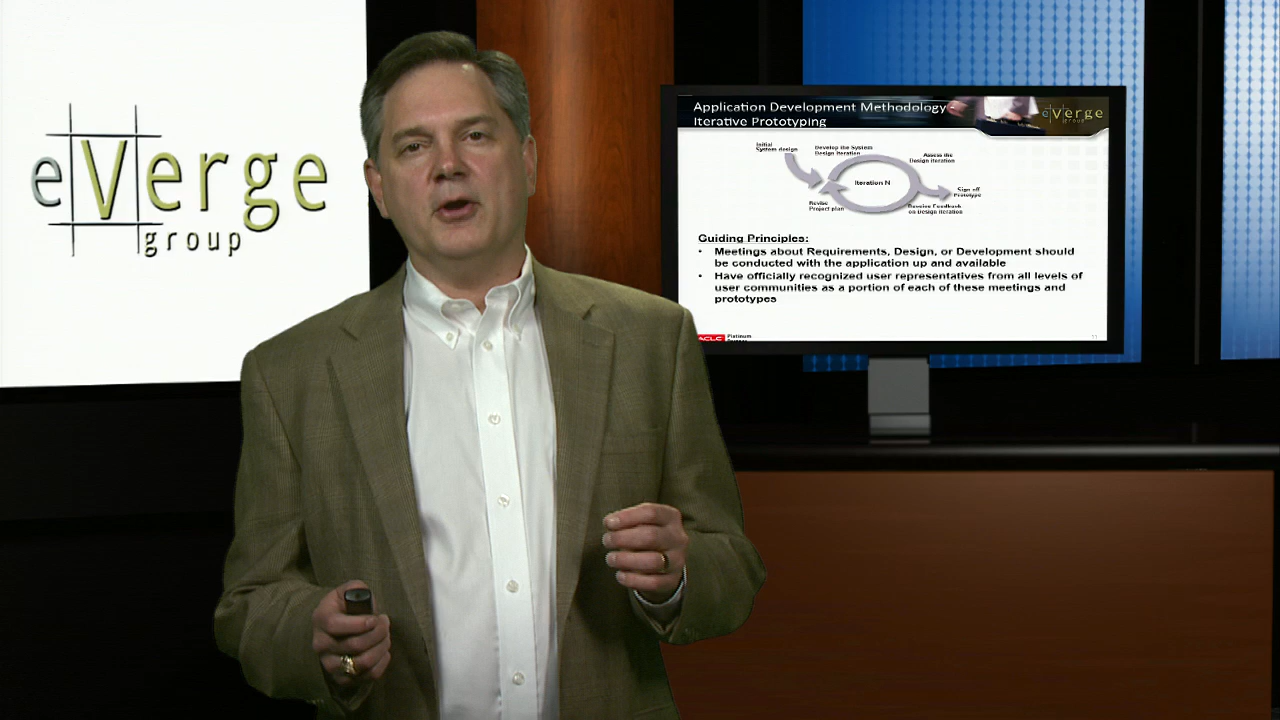 eVerge
group
Application Development Methodology
Iterative Prototyping
eVerge
group
Initial
System design
Develop the System
Design Iteration
Assess the
Design Iteration
Iteration N
Sign off
Prototype
Revise
Project plan
Receive Feedback
on Design Iteration
Guiding Principles:
• Meetings about Requirements, Design, or Development should
be conducted with the application up and available
• Have officially recognized user representatives from all levels of
user communities as a portion of each of these meetings and
prototypes
Platinum